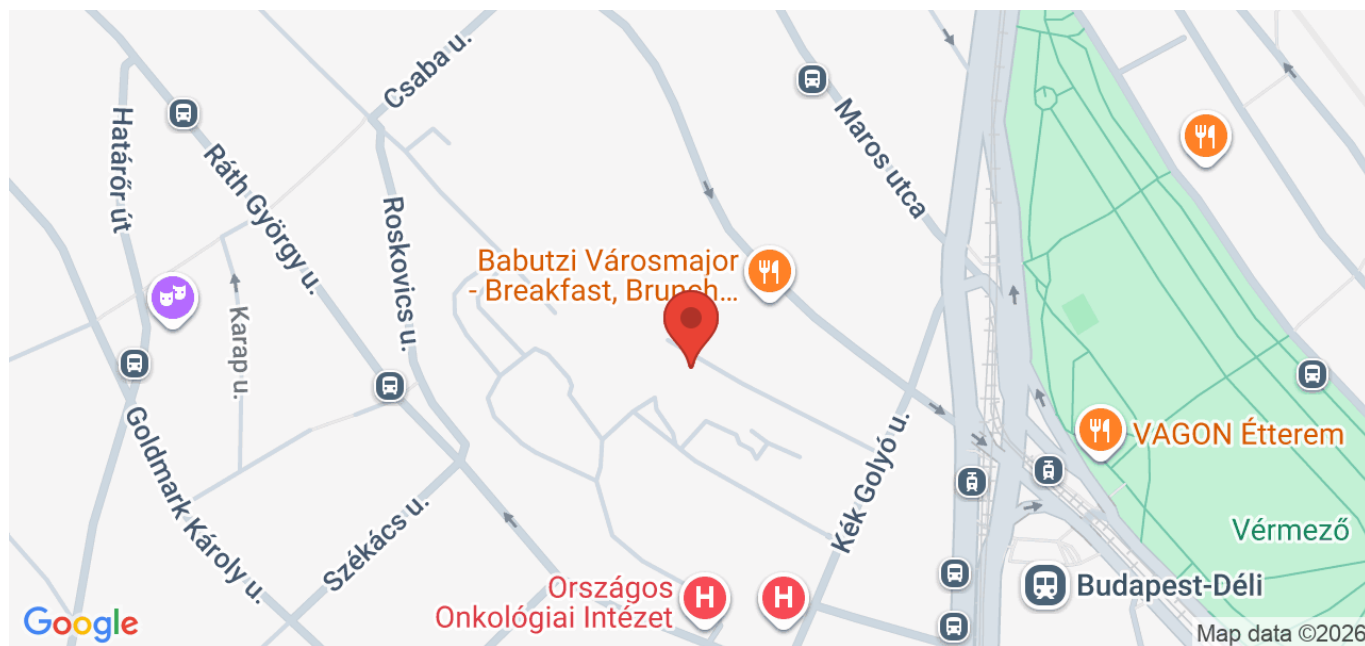 Csaba u.
Határőr út
Ráth György u.
Maros utca
Roskovics u.
Babutzi Városmajor
- Breakfast, Brunch...
Karap u.
Goldmark Károly u.
Kék Golyó u.
VAGON Étterem
Székács u.
Vérmező
Országos
Onkológiai Intézet
H
H
Budapest-Déli
Google
Map data ©2026